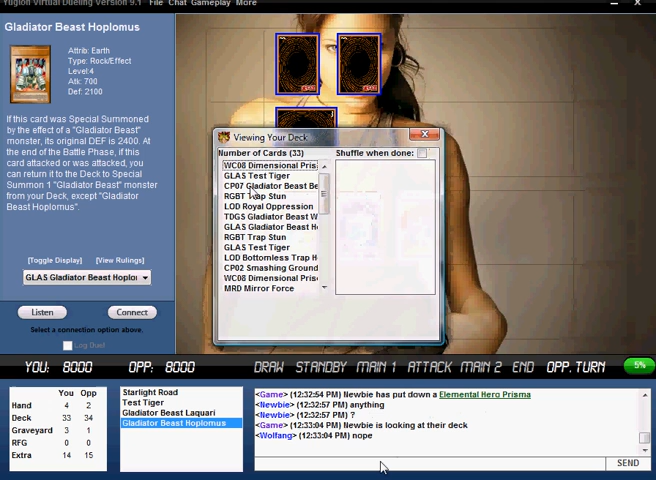 Yugioh Virtual Dueling Version 9.1 File Chat Gameplay More
Gladiator Beast Hoplomus
Attrib: Earth
Type: Rock/Effect
Level:4
Atk: 700
Def: 2100
If this card was Special Summoned
by the effect of a "Gladiator Beast"
monster, its original DEF is 2400. At
the end of the Battle Phase, if this
card attacked or was attacked, you
can return it to the Deck to Special
Summon 1 "Gladiator Beast" monster
from your Deck, except "Gladiator
Beast Hoplomus".
[Toggle Display] [View Rulings]
GLAS Gladiator Beast Hoplo
Listen Connect
Select a connection option above.
Log Duel
Viewing Your Deck
Number of Cards (33) Shuffle when done:
WC08 Dimensional Pris
GLAS Test Tiger
CP07 Gladiator Beast Be
RGBT Trap Stun
LOD Royal Oppression
TDGS Gladiator Beast W
GLAS Gladiator Beast H
RGBT Trap Stun
GLAS Test Tiger
LOD Bottomless Trap H
CP02 Smashing Ground
WC08 Dimensional Pris
MRD Mirror Force
YOU: 8000 OPP: 8000 DRAW STANDBY MAIN 1 ATTACK MAIN 2 END OPP. TURN 5%
You Opp
Hand 4 2
Deck 33 34
Graveyard 3 1
RFG 0 0
Extra 14 15
Starlight Road
Test Tiger
Gladiator Beast Laquari
Gladiator Beast Hoplomus
<Game> (12:32:54 PM) Newbie has put down a Elemental Hero Prisma
<Newbie> (12:32:57 PM) anything
<Newbie> (12:32:57 PM) ?
<Game> (12:33:04 PM) Newbie is looking at their deck
<Wolfang> (12:33:04 PM) nope
SEND